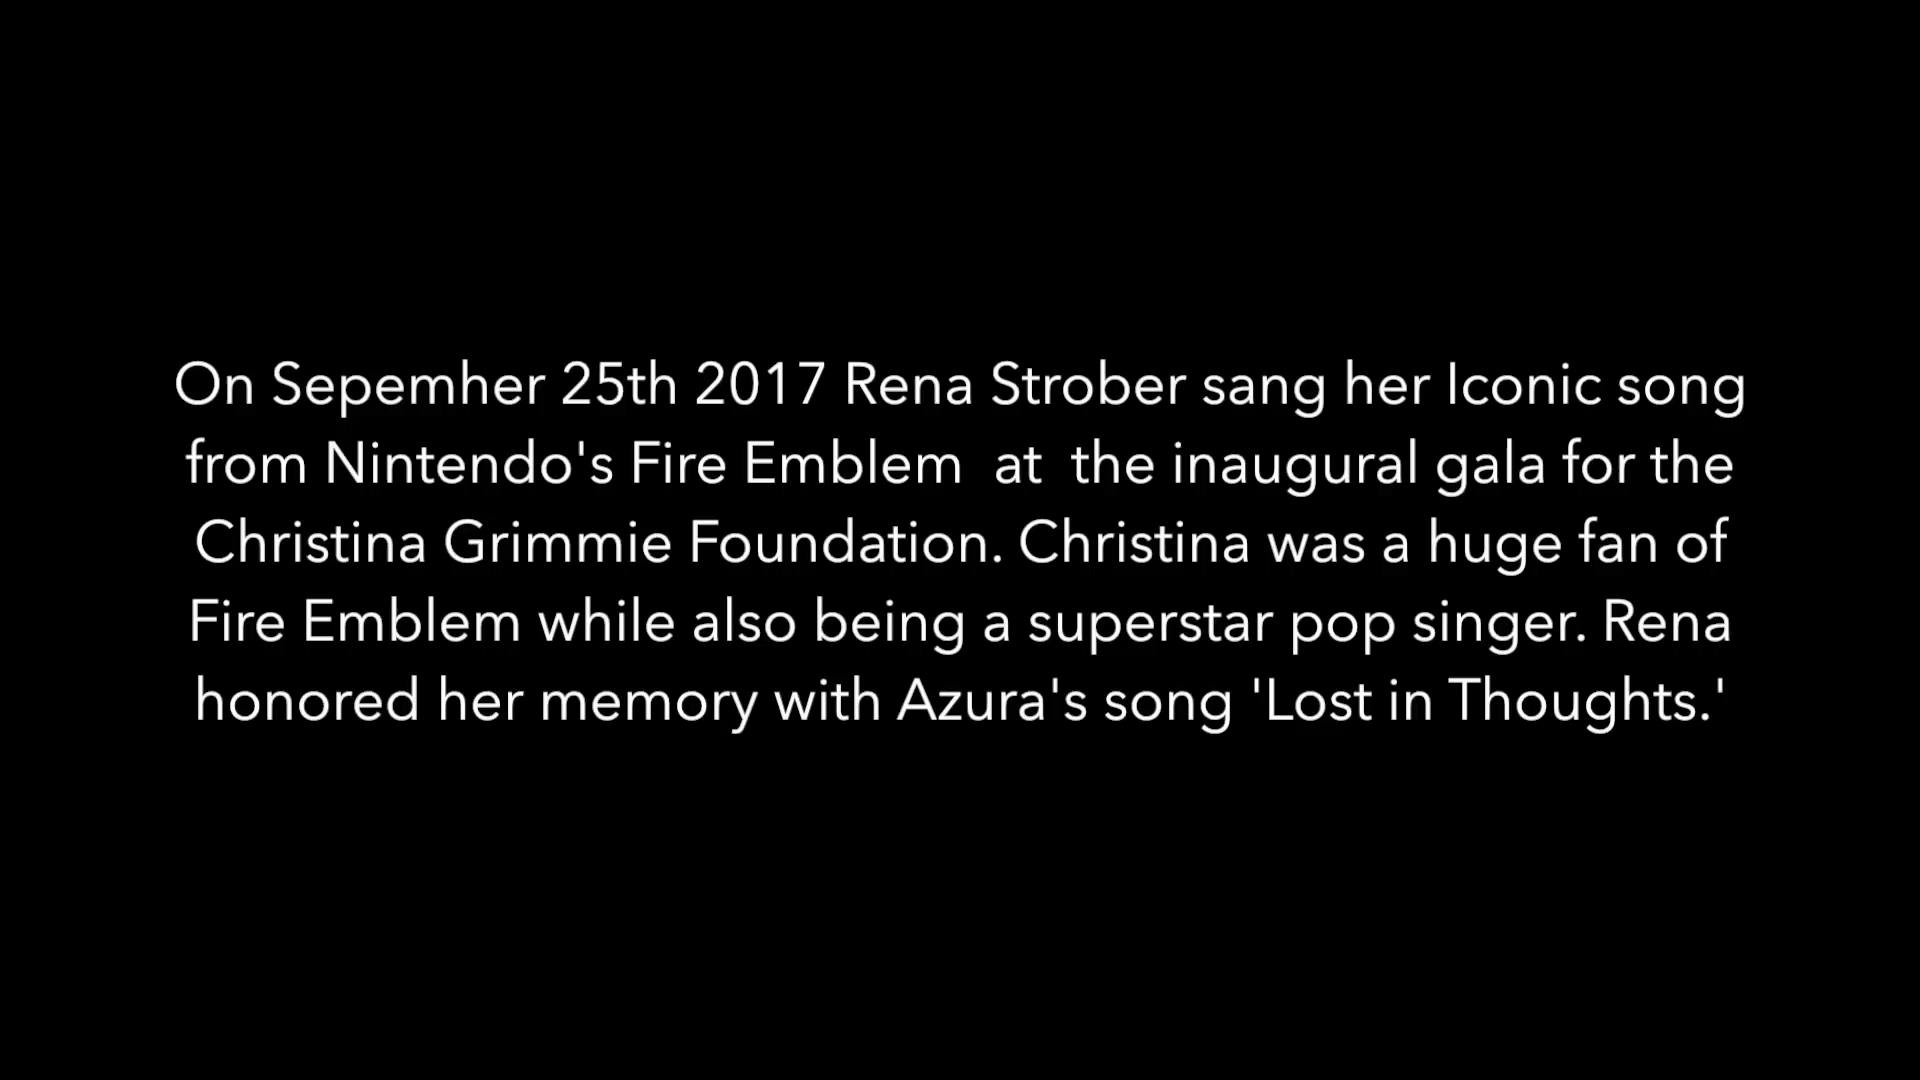 On Sepemher 25th 2017 Rena Strober sang her Iconic song
from Nintendo's Fire Emblem  at  the inaugural gala for the
Christina Grimmie Foundation. Christina was a huge fan of
Fire Emblem while also being a superstar pop singer. Rena
honored her memory with Azura's song 'Lost in Thoughts.'